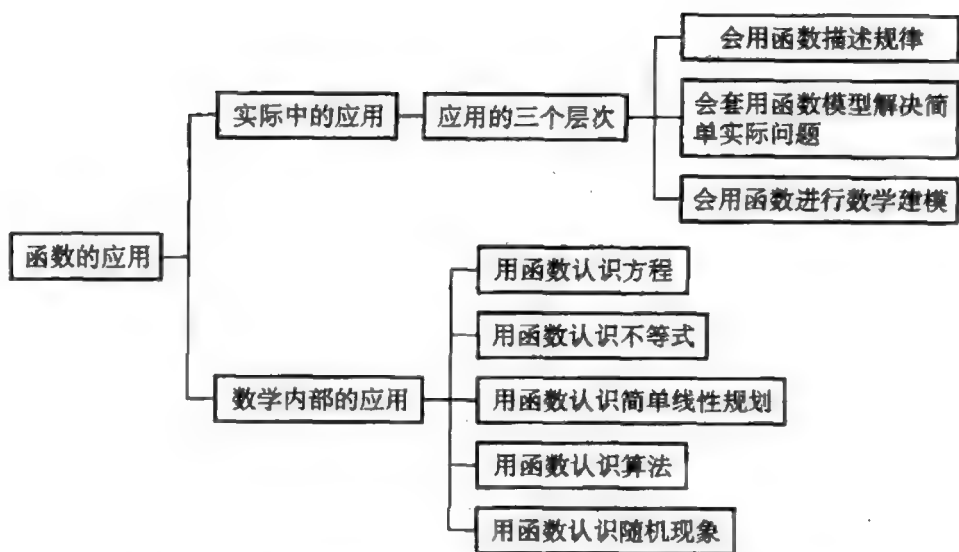 会用函数描述规律
实际中的应用
应用的三个层次
会套用函数模型解决简
单实际问题
会用函数进行数学建模
函数的应用
用函数认识方程
用函数认识不等式
数学内部的应用
用函数认识简单线性规划
用函数认识算法
用函数认识随机现象